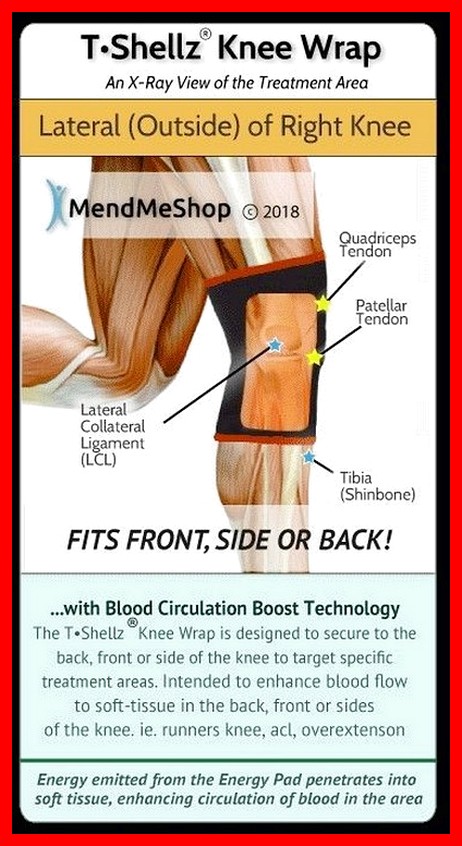 T•Shellz® Knee Wrap
An X-Ray View of the Treatment Area
Lateral (Outside) of Right Knee
MendMeShop © 2018
Quadriceps
Tendon
Patellar
Tendon
Lateral
Collateral
Ligament
(LCL)
Tibia
(Shinbone)
FITS FRONT, SIDE OR BACK!
...with Blood Circulation Boost Technology
The T•Shellz® Knee Wrap is designed to secure to the
back, front or side of the knee to target specific
treatment areas. Intended to enhance blood flow
to soft-tissue in the back, front or sides
of the knee. ie. runners knee, acl, overextenson
Energy emitted from the Energy Pad penetrates into
soft tissue, enhancing circulation of blood in the area